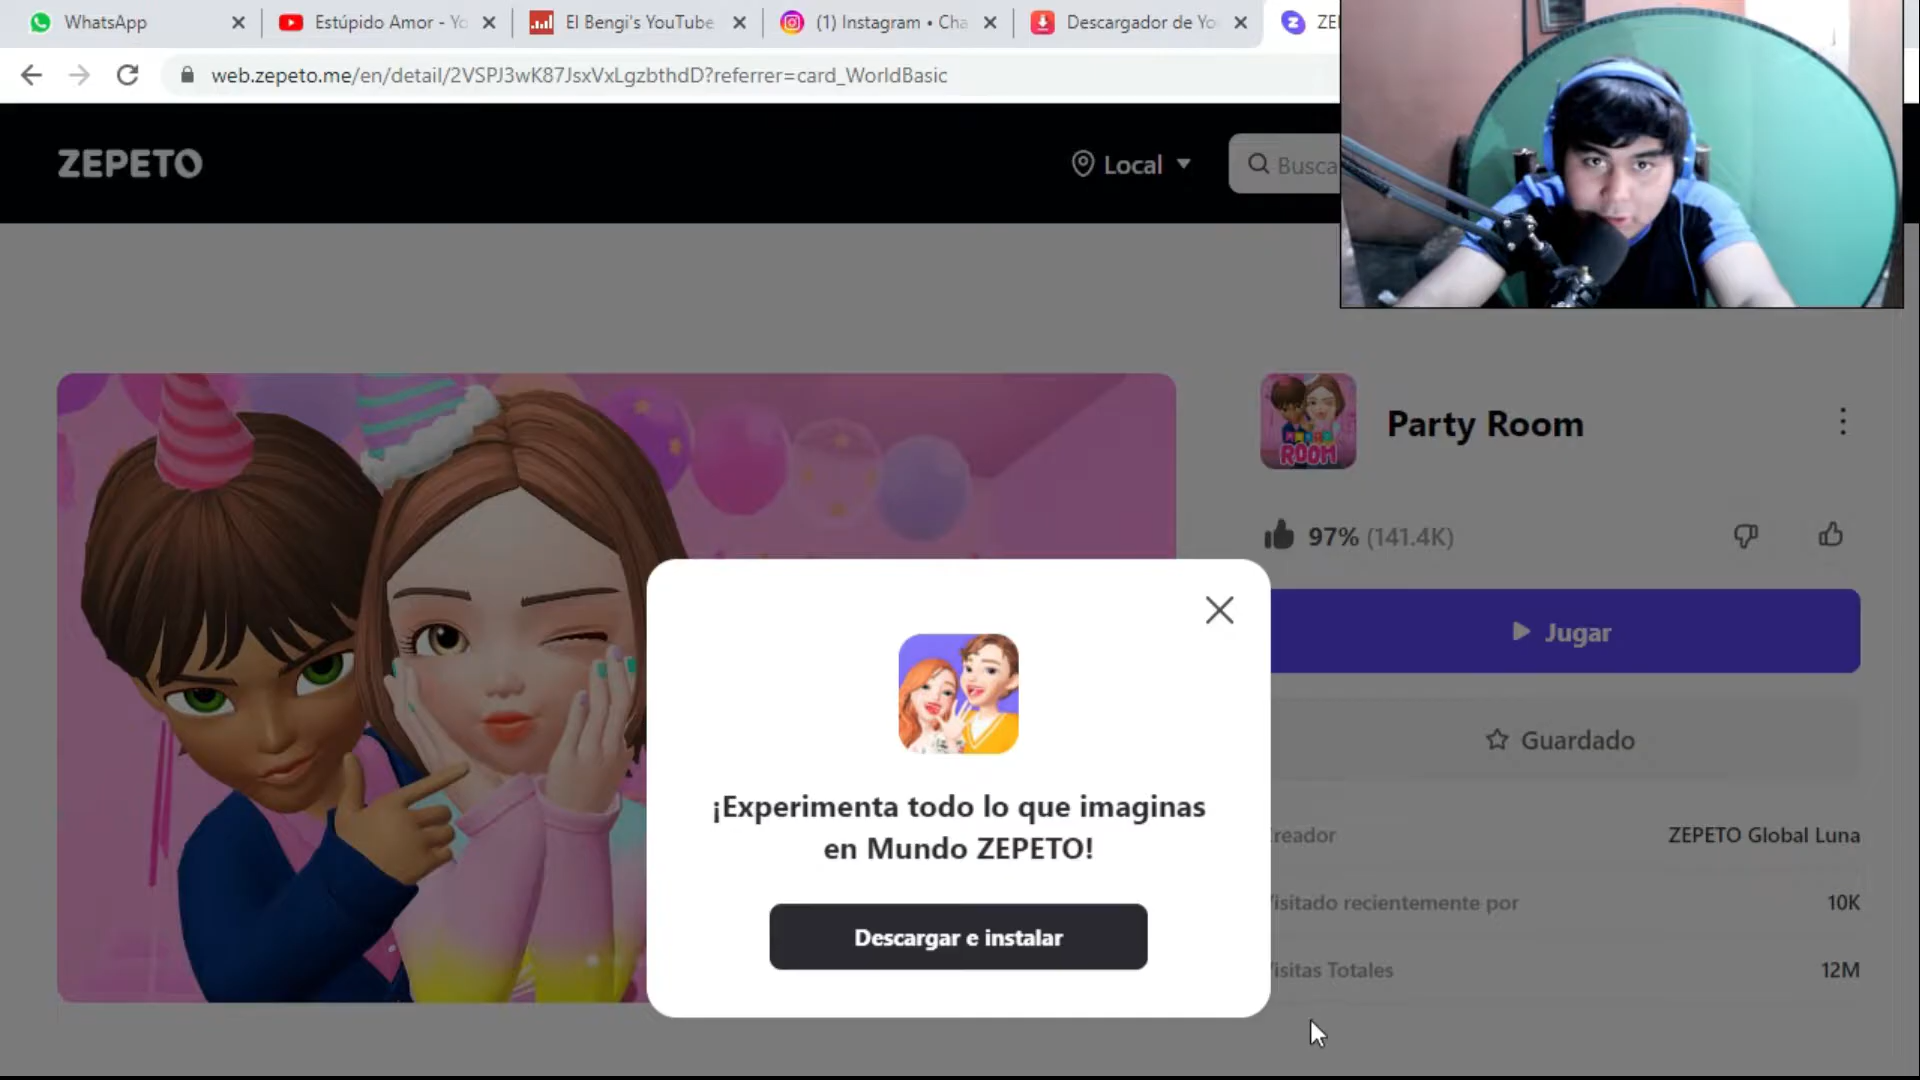 WhatsApp
Estúpido Amor - Yo
El Bengi's YouTube
(1) Instagram • Cha
Descargador de Yo
ZE
web.zepeto.me/en/detail/2VSPJ3wK87JsxVxLgzbthdD?referrer=card_WorldBasic
ZEPETO
Local
Busca
ROOM
Party Room
97% (141.4K)
Jugar
Guardado
¡Experimenta todo lo que imaginas
en Mundo ZEPETO!
Descargar e instalar
reador
ZEPETO Global Luna
isitado recientemente por
10K
isitas Totales
12M